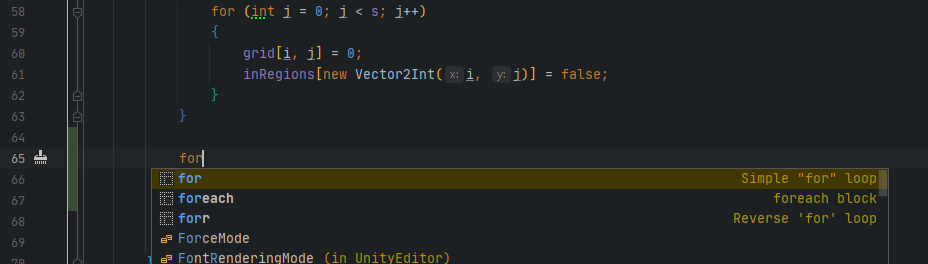 58 for (int j = 0; j < s; j++)
59 {
60 grid[i, j] = 0;
61 inRegions[new Vector2Int(x: i, y: j)] = false;
62 }
63 }
64
65 for
66 for Simple "for" loop
67 foreach foreach block
68 forr Reverse 'for' loop
69 ForceMode
70 } FontRenderingMode (in UnityEditor)